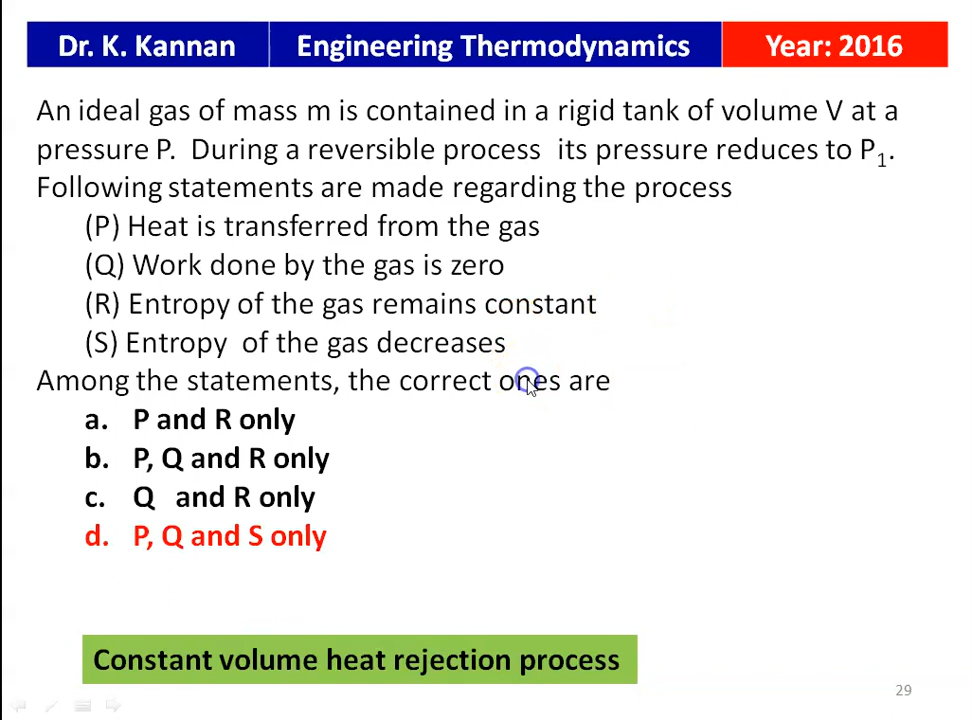 Dr. K. Kannan Engineering Thermodynamics Year: 2016
An ideal gas of mass m is contained in a rigid tank of volume V at a
pressure P. During a reversible process its pressure reduces to P₁.
Following statements are made regarding the process
(P) Heat is transferred from the gas
(Q) Work done by the gas is zero
(R) Entropy of the gas remains constant
(S) Entropy of the gas decreases
Among the statements, the correct ones are
a. P and R only
b. P, Q and R only
c. Q and R only
d. P, Q and S only
Constant volume heat rejection process
29